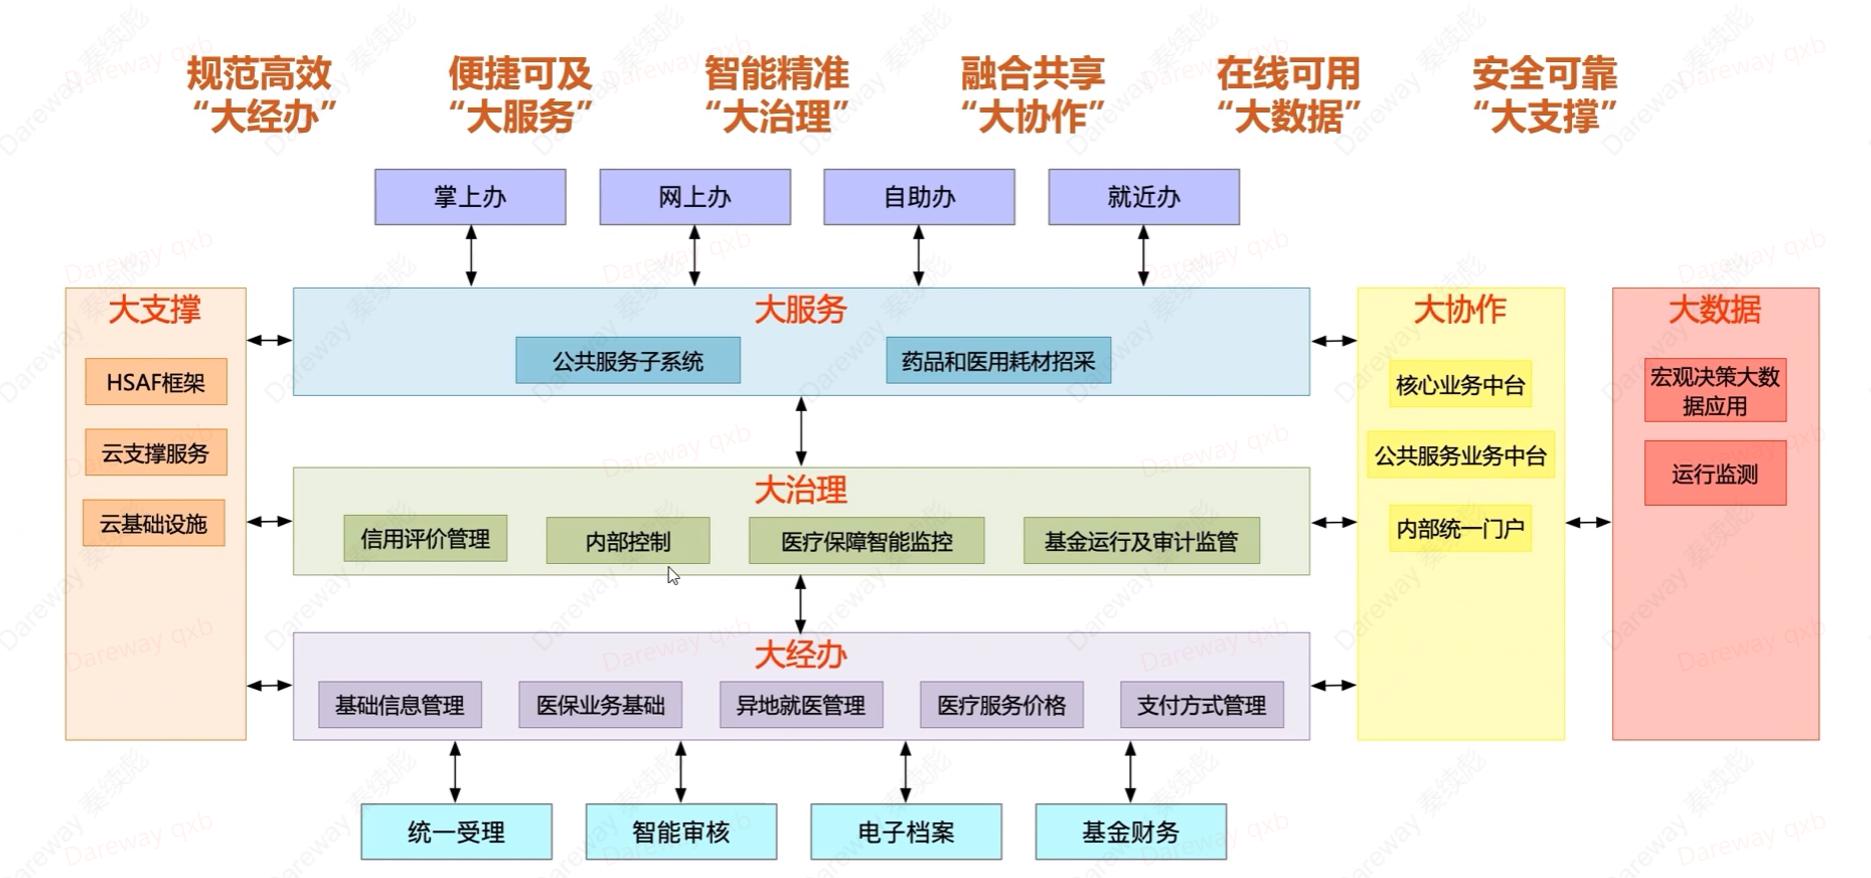 规范高效
“大经办”
便捷可及
“大服务”
智能精准
“大治理”
融合共享
“大协作”
在线可用
“大数据”
安全可靠
“大支撑”
掌上办
网上办
自助办
就近办
大支撑
HSAF框架
云支撑服务
云基础设施
大服务
公共服务子系统
药品和医用耗材招采
大治理
信用评价管理
内部控制
医疗保障智能监控
基金运行及审计监管
大经办
基础信息管理
医保业务基础
异地就医管理
医疗服务价格
支付方式管理
大协作
核心业务中台
公共服务业务中台
内部统一门户
大数据
宏观决策大数
据应用
运行监测
统一受理
智能审核
电子档案
基金财务
Dareway 秦续彪
Dareway qxb